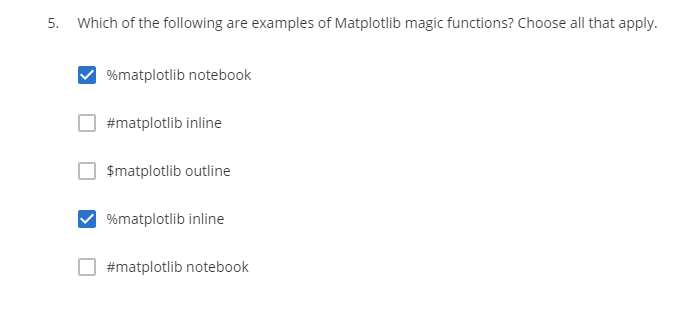 5. Which of the following are examples of Matplotlib magic functions? Choose all that apply.
%matplotlib notebook
#matplotlib inline
$matplotlib outline
%matplotlib inline
#matplotlib notebook